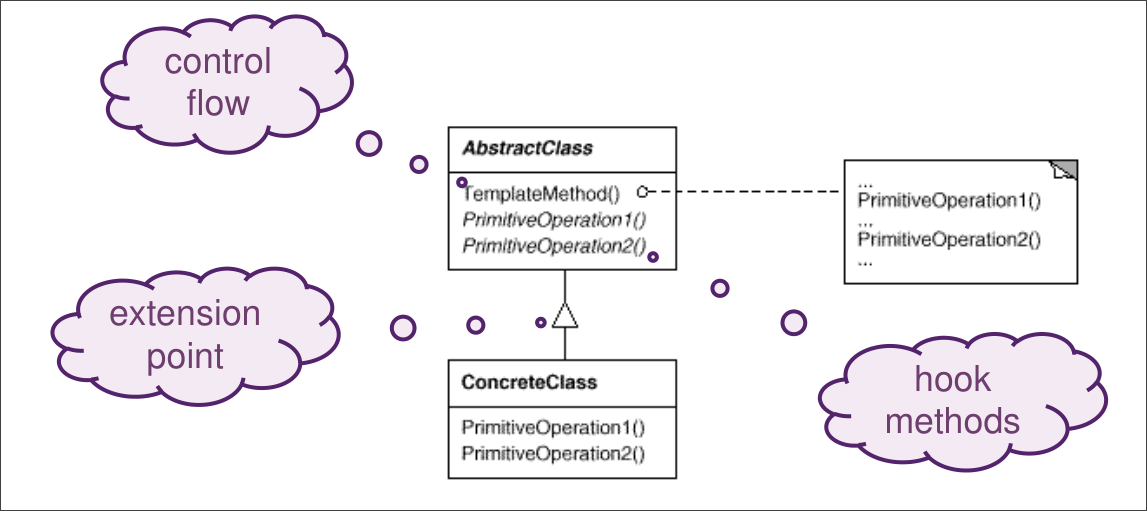 control
flow
AbstractClass
TemplateMethod()
PrimitiveOperation1()
PrimitiveOperation2()
...
PrimitiveOperation1()
...
PrimitiveOperation2()
...
extension
point
ConcreteClass
PrimitiveOperation1()
PrimitiveOperation2()
hook
methods